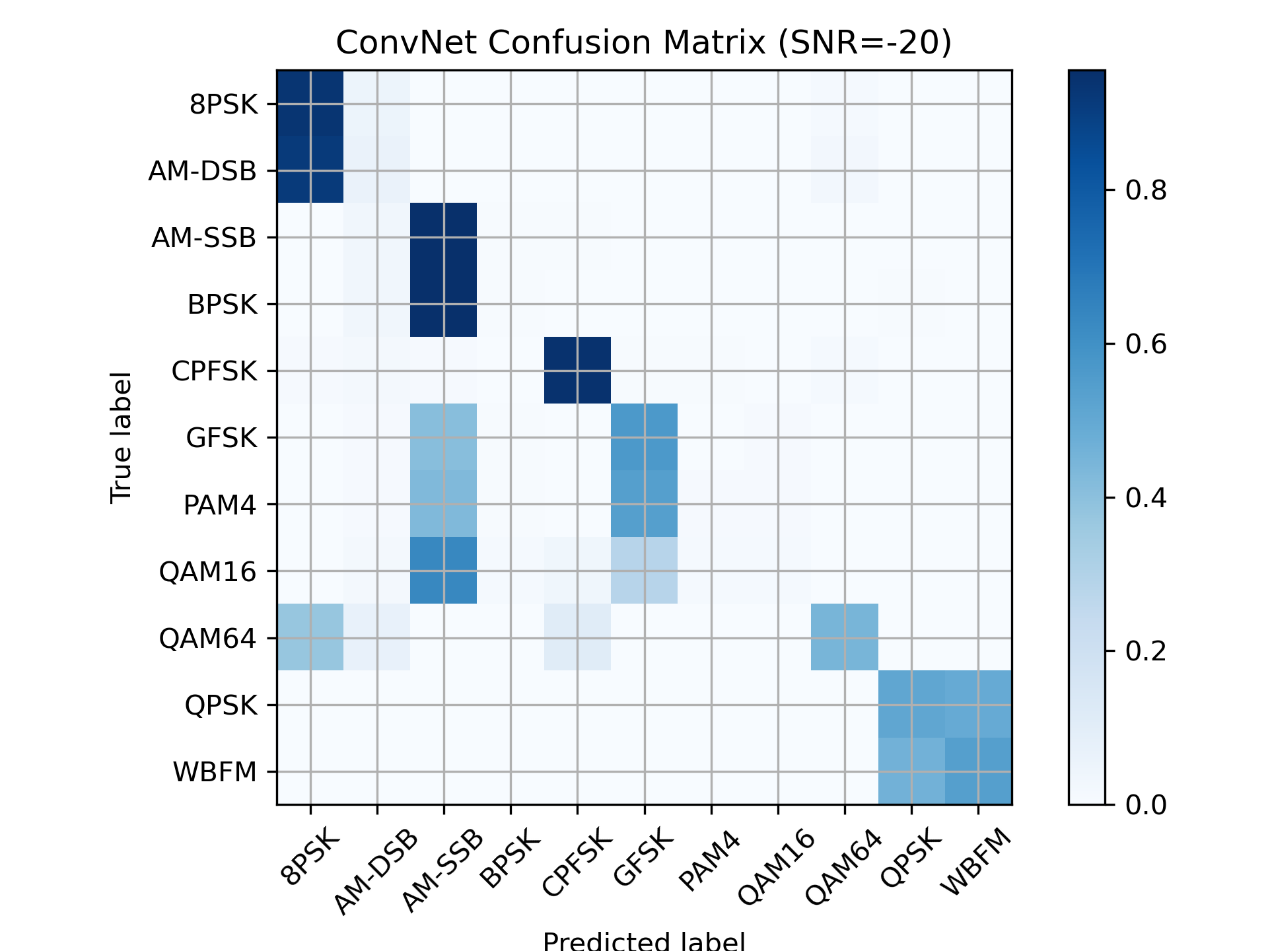 ConvNet Confusion Matrix (SNR=-20)
True label
8PSK
AM-DSB
AM-SSB
BPSK
CPFSK
GFSK
PAM4
QAM16
QAM64
QPSK
WBFM
8PSK AM-DSB AM-SSB BPSK CPFSK GFSK PAM4 QAM16 QAM64 QPSK WBFM
Predicted label
0.8
0.6
0.4
0.2
0.0